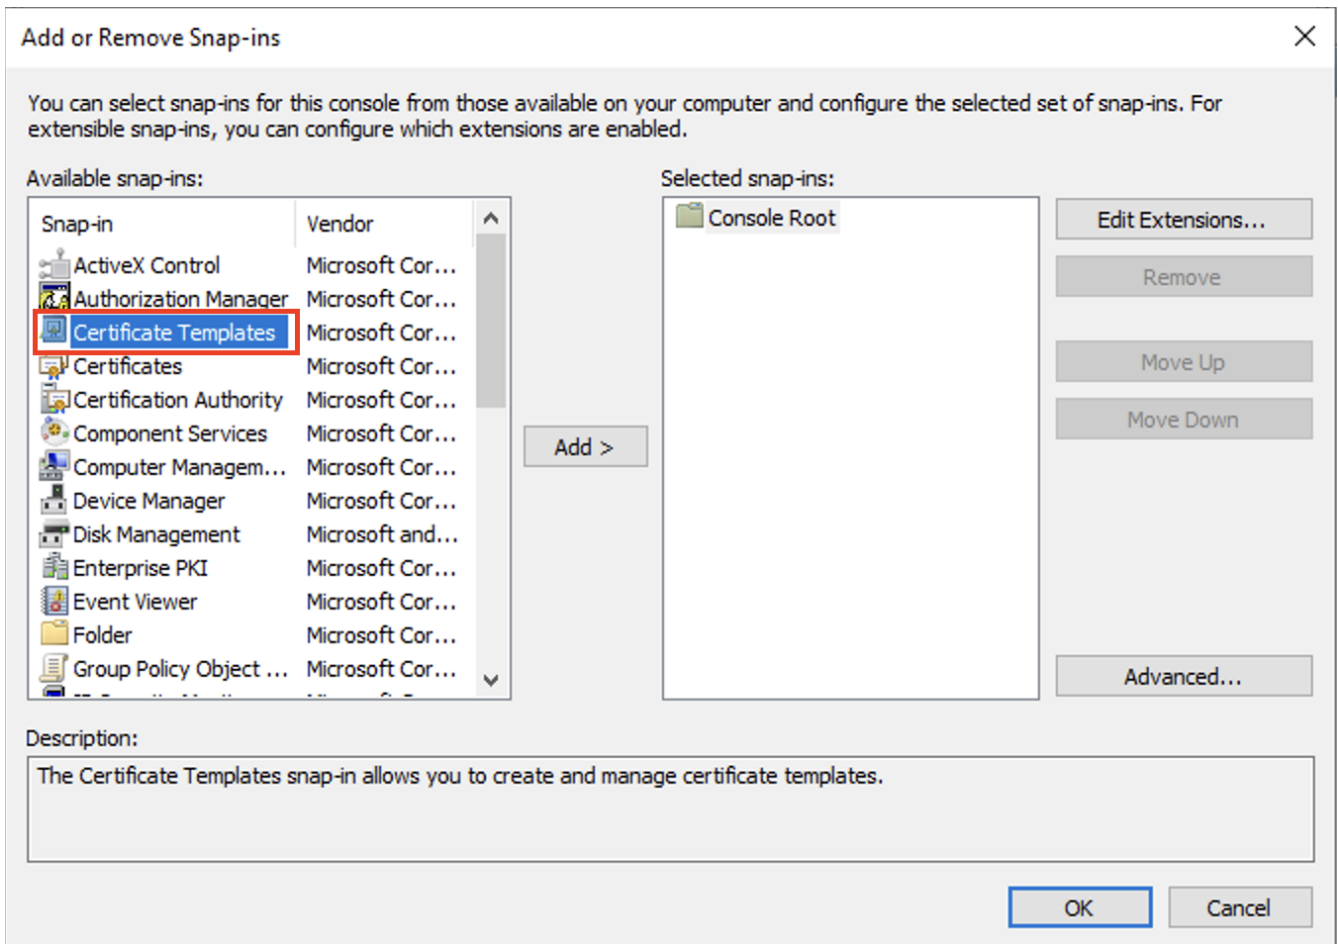 Add or Remove Snap-ins
You can select snap-ins for this console from those available on your computer and configure the selected set of snap-ins. For
extensible snap-ins, you can configure which extensions are enabled.
Available snap-ins:
Selected snap-ins:
Snap-in Vendor
ActiveX Control Microsoft Cor...
Authorization Manager Microsoft Cor...
Certificate Templates Microsoft Cor...
Certificates Microsoft Cor...
Certification Authority Microsoft Cor...
Component Services Microsoft Cor...
Computer Managem... Microsoft Cor...
Device Manager Microsoft Cor...
Disk Management Microsoft and...
Enterprise PKI Microsoft Cor...
Event Viewer Microsoft Cor...
Folder Microsoft Cor...
Group Policy Object ... Microsoft Cor...
Add >
Console Root
Edit Extensions...
Remove
Move Up
Move Down
Advanced...
Description:
The Certificate Templates snap-in allows you to create and manage certificate templates.
OK
Cancel